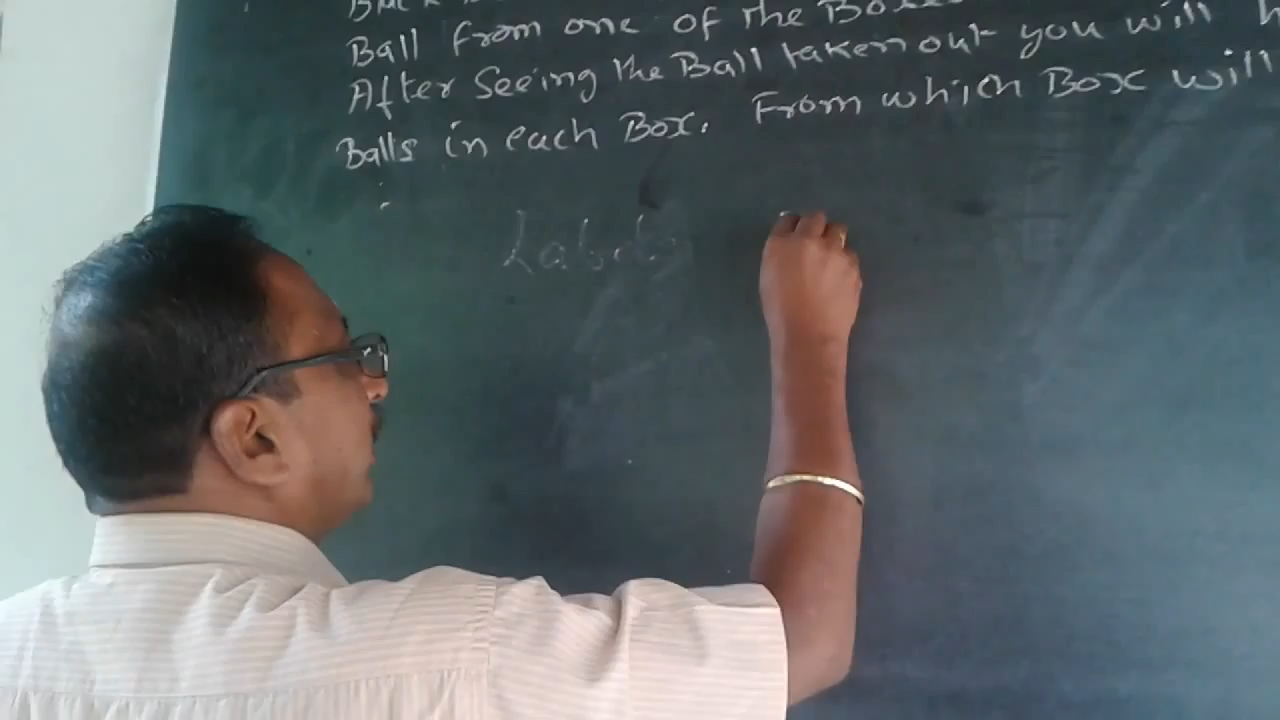 Ball from one of the Boxes
After Seeing the Ball taken out you will
Balls in each Box. From which Box will
Labels